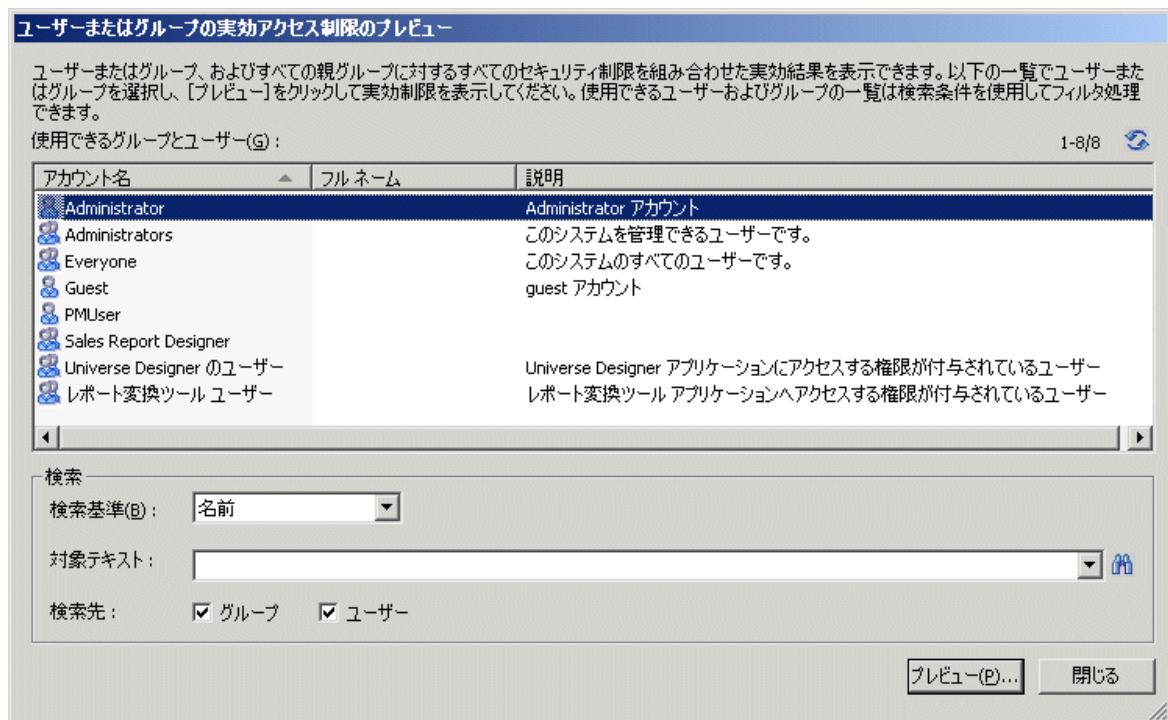 ユーザーまたはグループの実効アクセス制限のプレビュー
ユーザーまたはグループ、およびすべての親グループに対するすべてのセキュリティ制限を組み合わせた実効結果を表示できます。以下の一覧でユーザーまた
はグループを選択し、[プレビュー]をクリックして実効制限を表示してください。使用できるユーザーおよびグループの一覧は検索条件を使用してフィルタ処理
できます。
使用できるグループとユーザー(G): 1-8/8
アカウント名 フル ネーム 説明
Administrator Administrator アカウント
Administrators このシステムを管理できるユーザーです。
Everyone このシステムのすべてのユーザーです。
Guest guest アカウント
PMUser
Sales Report Designer
Universe Designer のユーザー Universe Designer アプリケーションにアクセスする権限が付与されているユーザー
レポート変換ツール ユーザー レポート変換ツール アプリケーションへアクセスする権限が付与されているユーザー
検索
検索基準(B): 名前
対象テキスト:
検索先: グループ ユーザー
プレビュー(P)... 閉じる